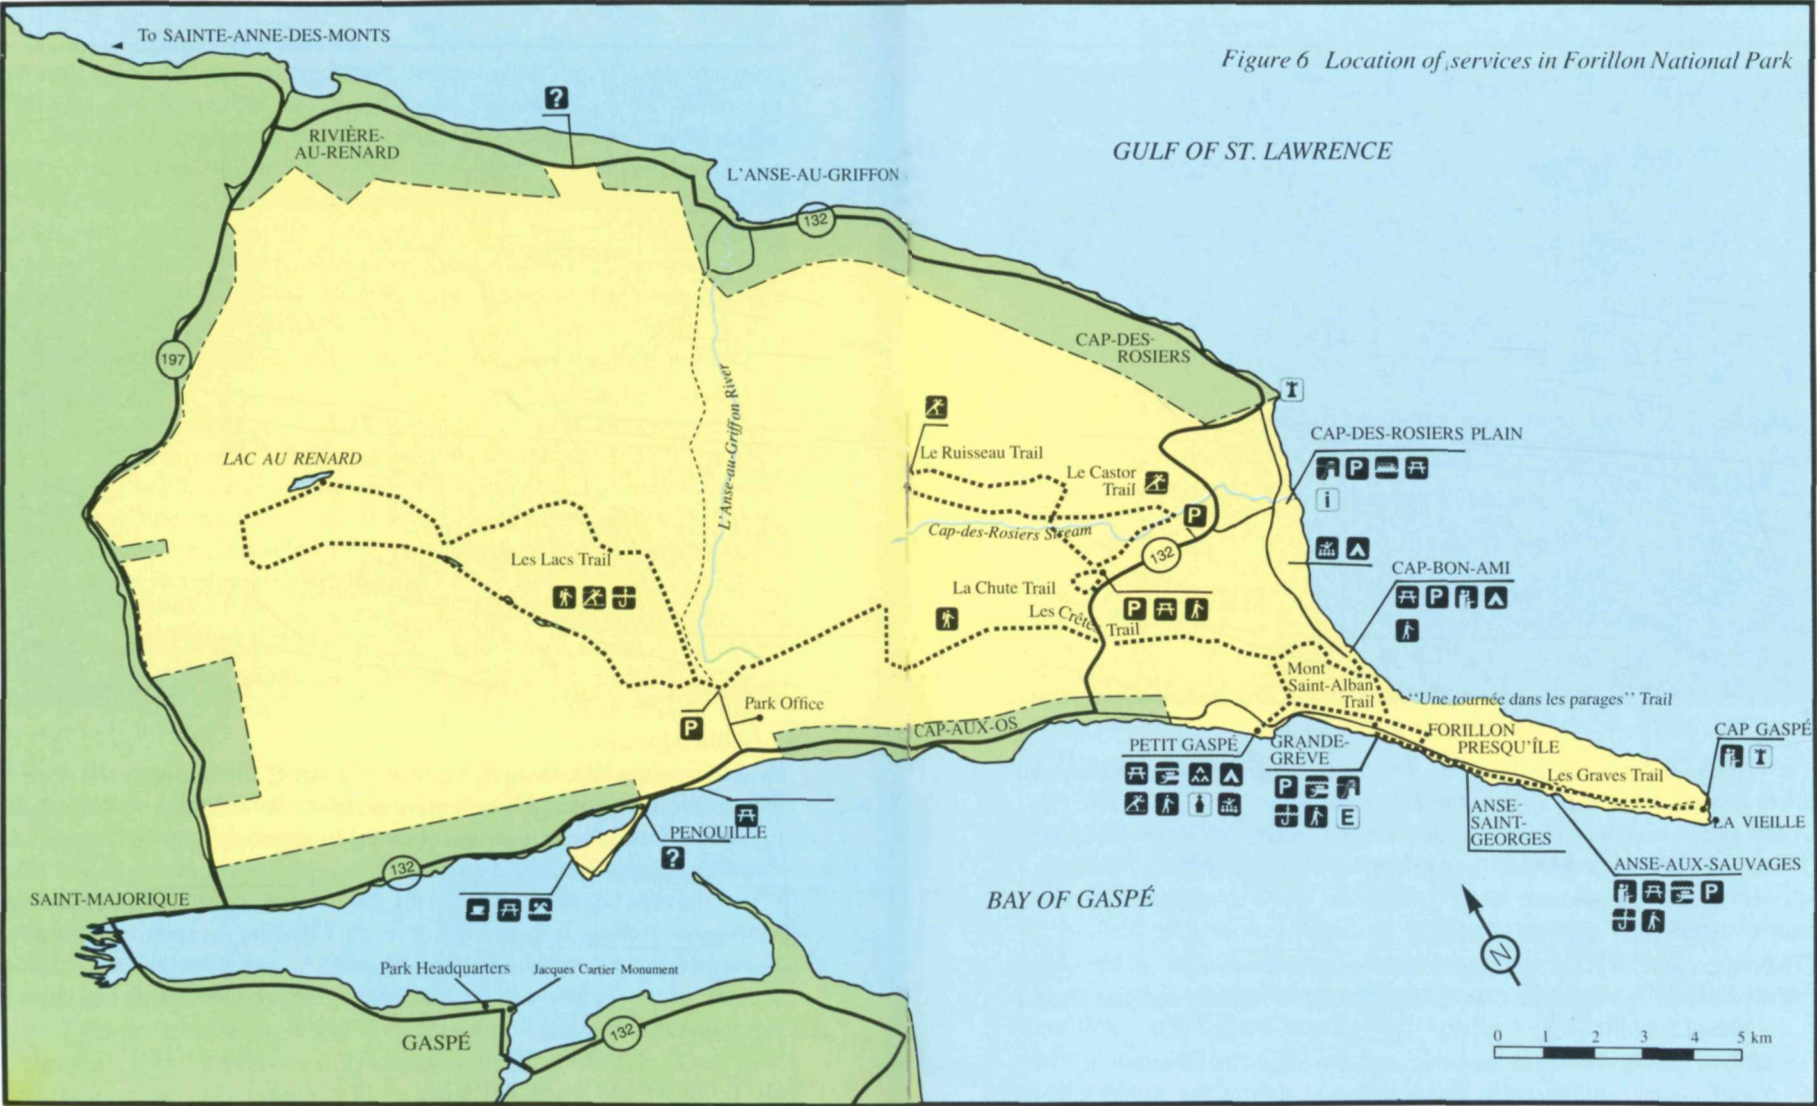 To SAINTE-ANNE-DES-MONTS
Figure 6 Location of services in Forillon National Park
?
RIVIÈRE-
AU-RENARD
GULF OF ST. LAWRENCE
L'ANSE-AU-GRIFFON
132
CAP-DES-
ROSIERS
197
L'Anse-au-Griffon River
CAP-DES-ROSIERS PLAIN
P
i
LAC AU RENARD
Le Ruisseau Trail
Le Castor
Trail
P
Cap-des-Rosiers Stream
132
Les Lacs Trail
CAP-BON-AMI
P
La Chute Trail
P
Les Crêtes Trail
Mont
Saint-Alban
Trail
"Une tournée dans les parages" Trail
Park Office
P
CAP-AUX-OS
FORILLON
PRESQU'ÎLE
CAP GASPÉ
PETIT GASPÉ
GRANDE-
GRÈVE
P
E
Les Graves Trail
ANSE-
SAINT-
GEORGES
LA VIEILLE
PENOUILLE
?
ANSE-AUX-SAUVAGES
P
132
SAINT-MAJORIQUE
BAY OF GASPÉ
N
Park Headquarters
Jacques Cartier Monument
GASPÉ
132
0 1 2 3 4 5 km